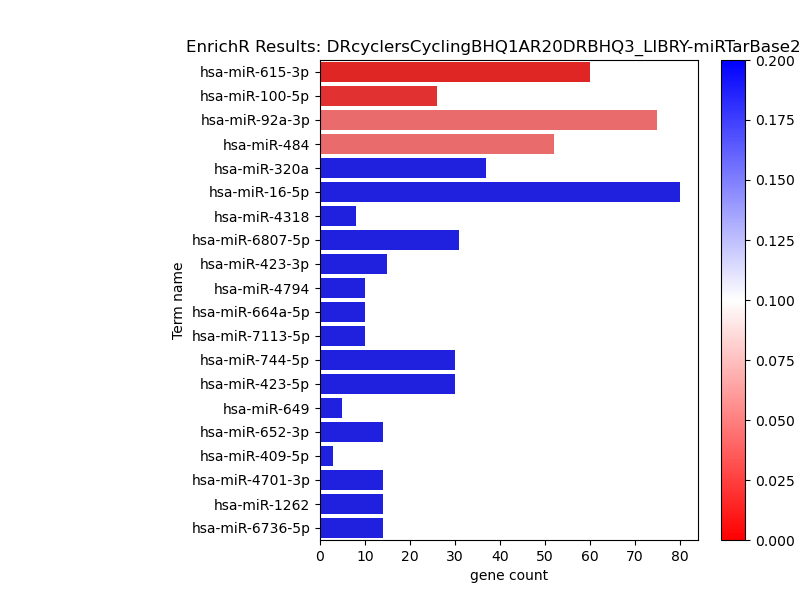 EnrichR Results: DRcyclersCyclingBHQ1AR20DRBHQ3_LIBRY-miRTarBase2
hsa-miR-615-3p
hsa-miR-100-5p
hsa-miR-92a-3p
hsa-miR-484
hsa-miR-320a
hsa-miR-16-5p
hsa-miR-4318
hsa-miR-6807-5p
hsa-miR-423-3p
hsa-miR-4794
hsa-miR-664a-5p
hsa-miR-7113-5p
hsa-miR-744-5p
hsa-miR-423-5p
hsa-miR-649
hsa-miR-652-3p
hsa-miR-409-5p
hsa-miR-4701-3p
hsa-miR-1262
hsa-miR-6736-5p
Term name
0 10 20 30 40 50 60 70 80
gene count
0.200
0.175
0.150
0.125
0.100
0.075
0.050
0.025
0.000